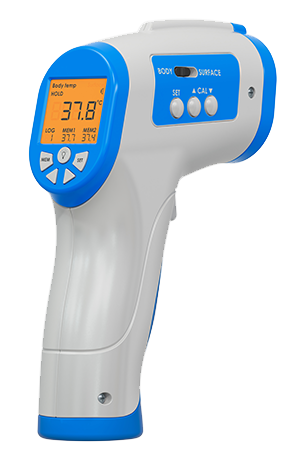 Body temp
HOLD
37.8 °C
LOG MEM1 MEM2
1 37.7 37.4
MEM SET
BODY SURFACE
SET ▲ CAL ▼